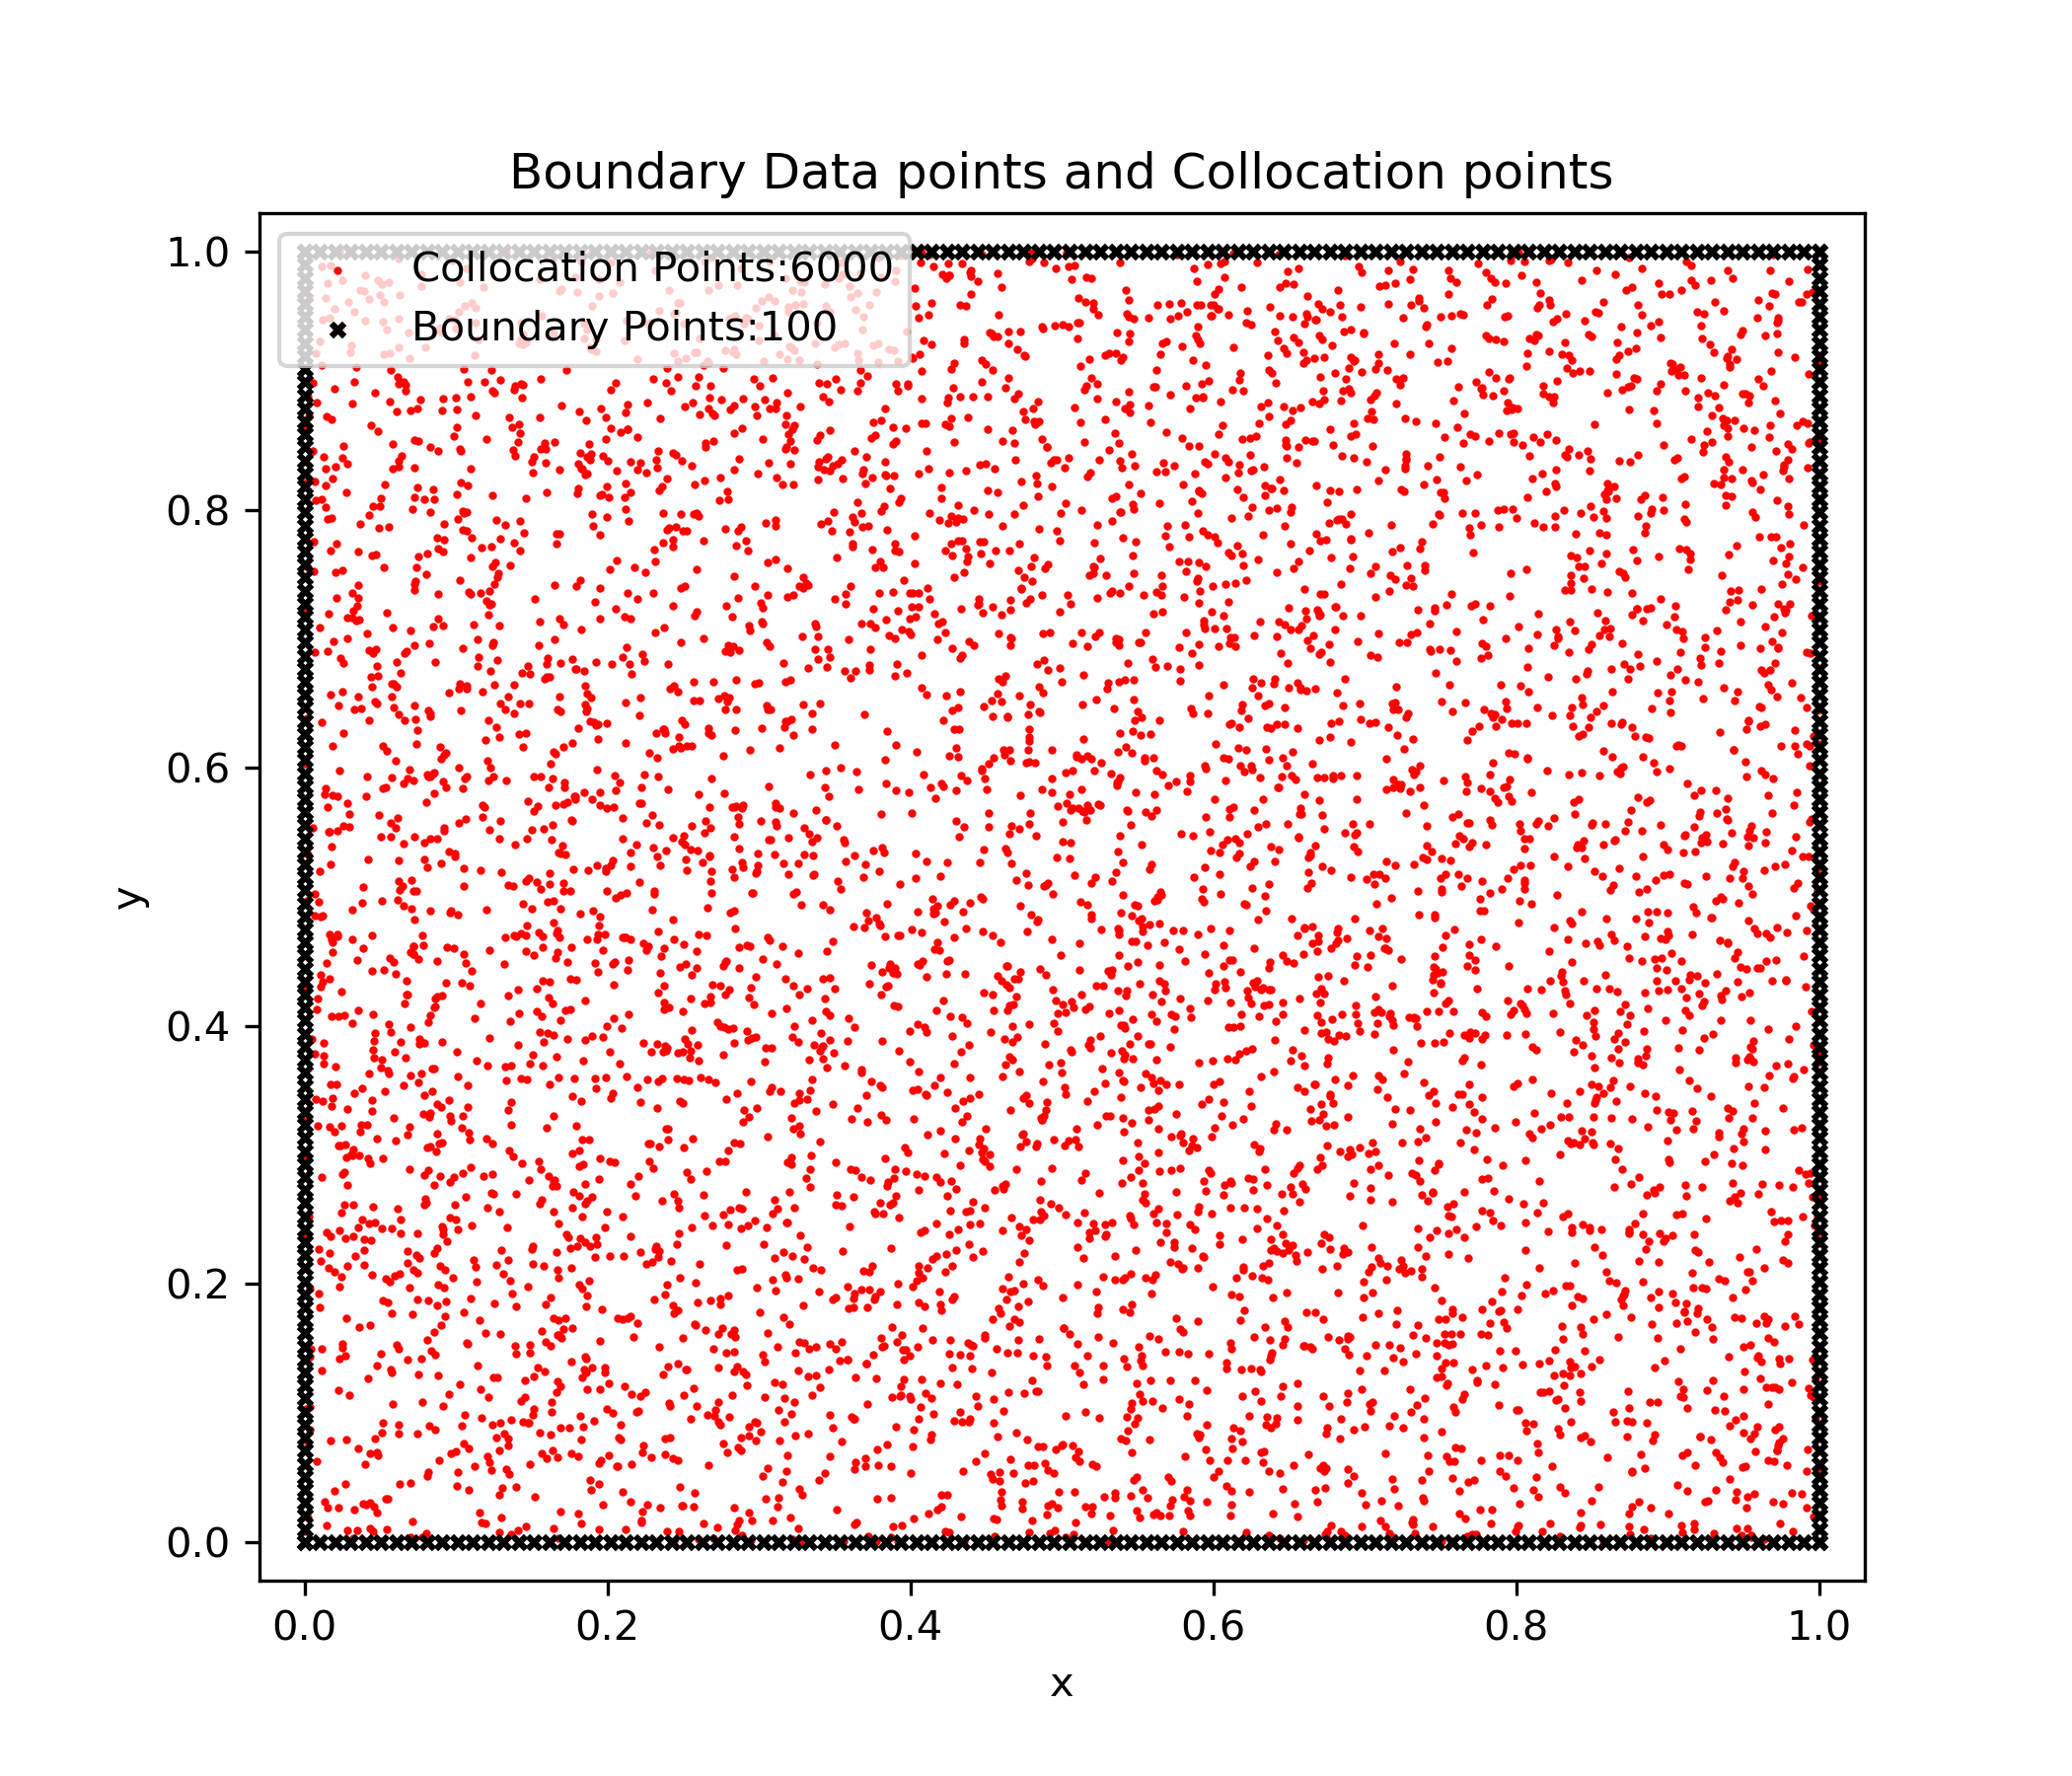 Boundary Data points and Collocation points
Collocation Points:6000
Boundary Points:100
1.0
0.8
0.6
0.4
0.2
0.0
y
0.0 0.2 0.4 0.6 0.8 1.0
x